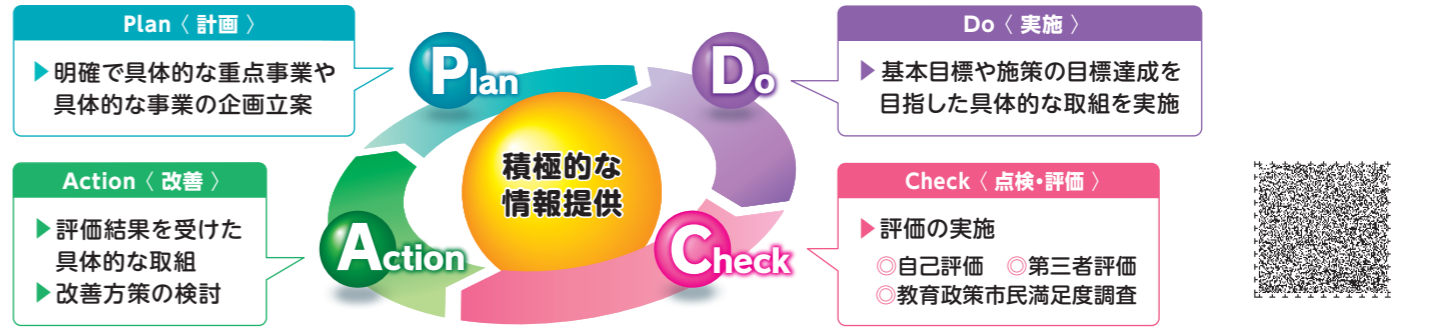 Plan〈 計画 〉
▶明確で具体的な重点事業や
具体的な事業の企画立案
Plan
Do
Do〈 実施 〉
▶基本目標や施策の目標達成を
目指した具体的な取組を実施
積極的な
情報提供
Action〈 改善 〉
▶評価結果を受けた
具体的な取組
▶改善方策の検討
Action
Check
Check〈 点検・評価 〉
▶評価の実施
◎自己評価　◎第三者評価
◎教育政策市民満足度調査